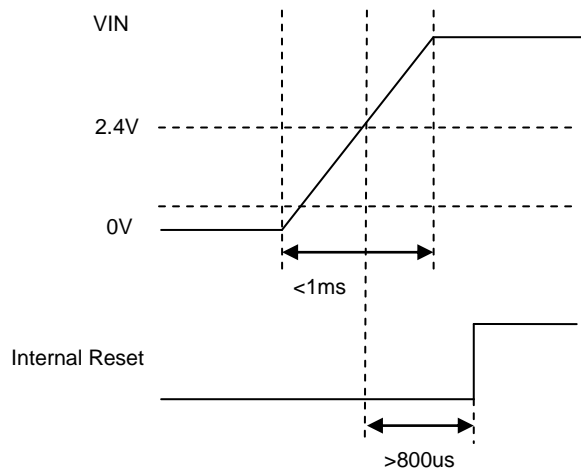 VIN
2.4V
0V
<1ms
Internal Reset
>800us